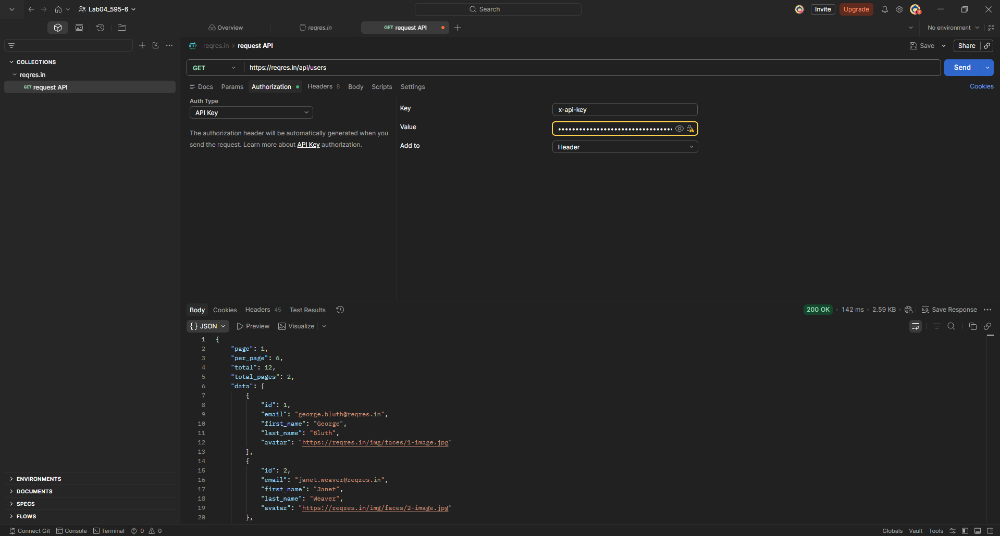 Lab04_595-6
Search
Invite
Upgrade
Overview
reqres.in
GET request API
No environment
reqres.in > request API
Save
Share
COLLECTIONS
reqres.in
GET request API
GET
https://reqres.in/api/users
Send
Docs
Params
Authorization
Headers 8
Body
Scripts
Settings
Cookies
Auth Type
API Key
The authorization header will be automatically generated when you
send the request. Learn more about API Key authorization.
Key
x-api-key
Value
Add to
Header
Body
Cookies
Headers 45
Test Results
200 OK
142 ms
2.59 KB
Save Response
{} JSON
Preview
Visualize
1 {
2 "page": 1,
3 "per_page": 6,
4 "total": 12,
5 "total_pages": 2,
6 "data": [
7 {
8 "id": 1,
9 "email": "george.bluth@reqres.in",
10 "first_name": "George",
11 "last_name": "Bluth",
12 "avatar": "https://reqres.in/img/faces/1-image.jpg"
13 },
14 {
15 "id": 2,
16 "email": "janet.weaver@reqres.in",
17 "first_name": "Janet",
18 "last_name": "Weaver",
19 "avatar": "https://reqres.in/img/faces/2-image.jpg"
20 },
ENVIRONMENTS
DOCUMENTS
SPECS
FLOWS
Connect Git
Console
Terminal
0
0
Globals
Vault
Tools